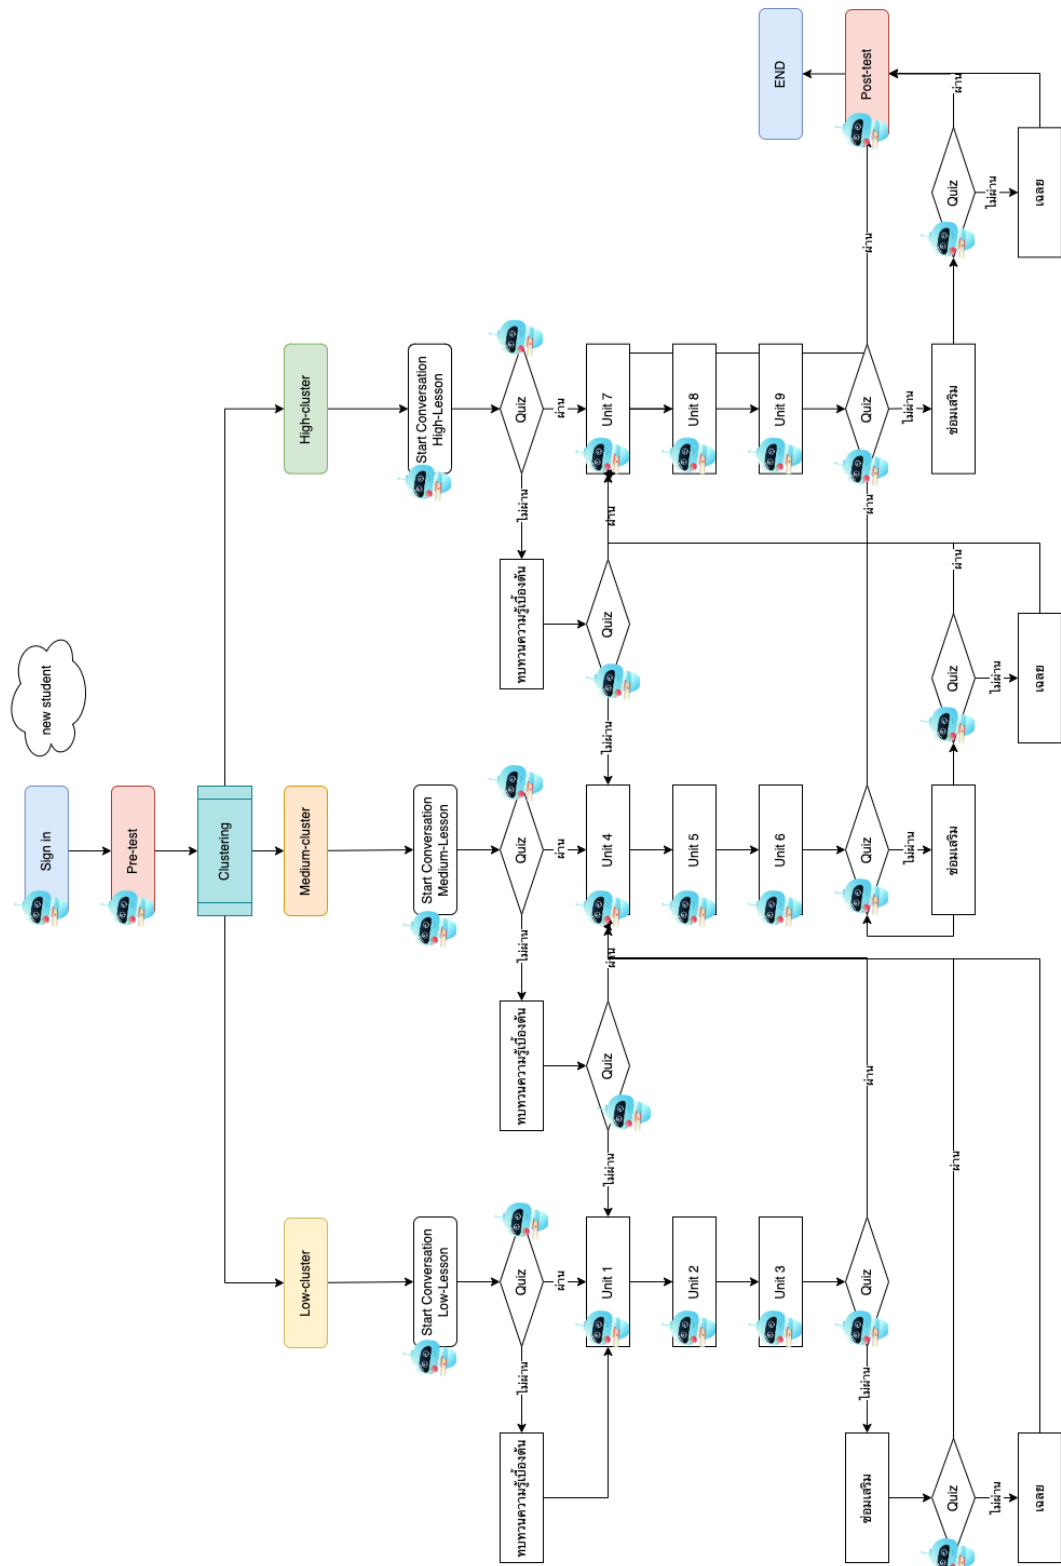 new student
Sign in
Pre-test
Clustering
Low-cluster
Medium-cluster
High-cluster
Start Conversation
Low-Lesson
Start Conversation
Medium-Lesson
Start Conversation
High-Lesson
Quiz
Quiz
Quiz
ไม่ผ่าน
ผ่าน
ไม่ผ่าน
ผ่าน
ไม่ผ่าน
ผ่าน
ทบทวนความรู้เบื้องต้น
ทบทวนความรู้เบื้องต้น
ทบทวนความรู้เบื้องต้น
Unit 1
ไม่ผ่าน
Quiz
ผ่าน
Unit 4
ไม่ผ่าน
Quiz
ผ่าน
Unit 7
Unit 2
Unit 5
Unit 8
Unit 3
Unit 6
Unit 9
Quiz
ผ่าน
Quiz
ผ่าน
Quiz
ผ่าน
Post-test
END
ไม่ผ่าน
ไม่ผ่าน
ไม่ผ่าน
ซ่อมเสริม
ซ่อมเสริม
ซ่อมเสริม
Quiz
ผ่าน
Quiz
ผ่าน
Quiz
ผ่าน
ไม่ผ่าน
ไม่ผ่าน
ไม่ผ่าน
เฉลย
เฉลย
เฉลย